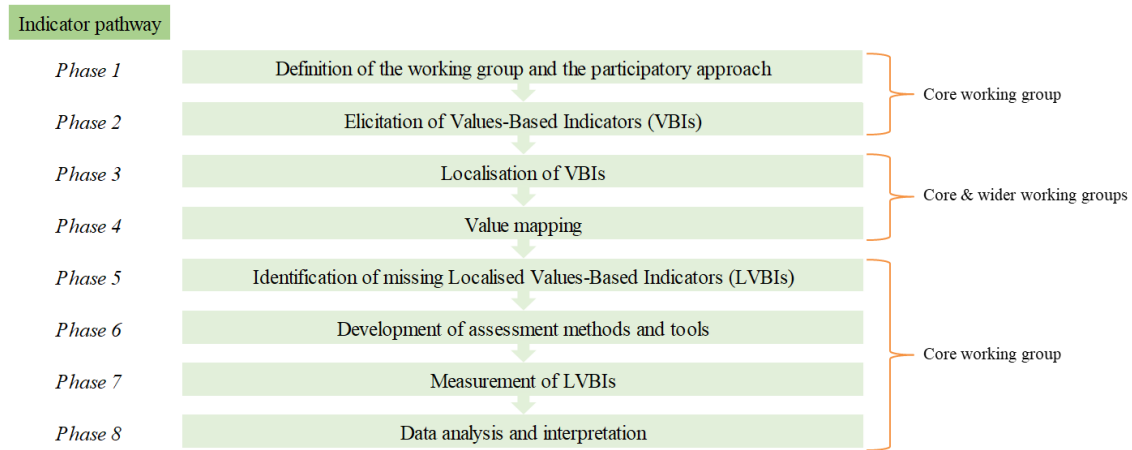 Indicator pathway
Phase 1
Definition of the working group and the participatory approach
Core working group
Phase 2
Elicitation of Values-Based Indicators (VBIs)
Phase 3
Localisation of VBIs
Core & wider working groups
Phase 4
Value mapping
Phase 5
Identification of missing Localised Values-Based Indicators (LVBIs)
Phase 6
Development of assessment methods and tools
Core working group
Phase 7
Measurement of LVBIs
Phase 8
Data analysis and interpretation